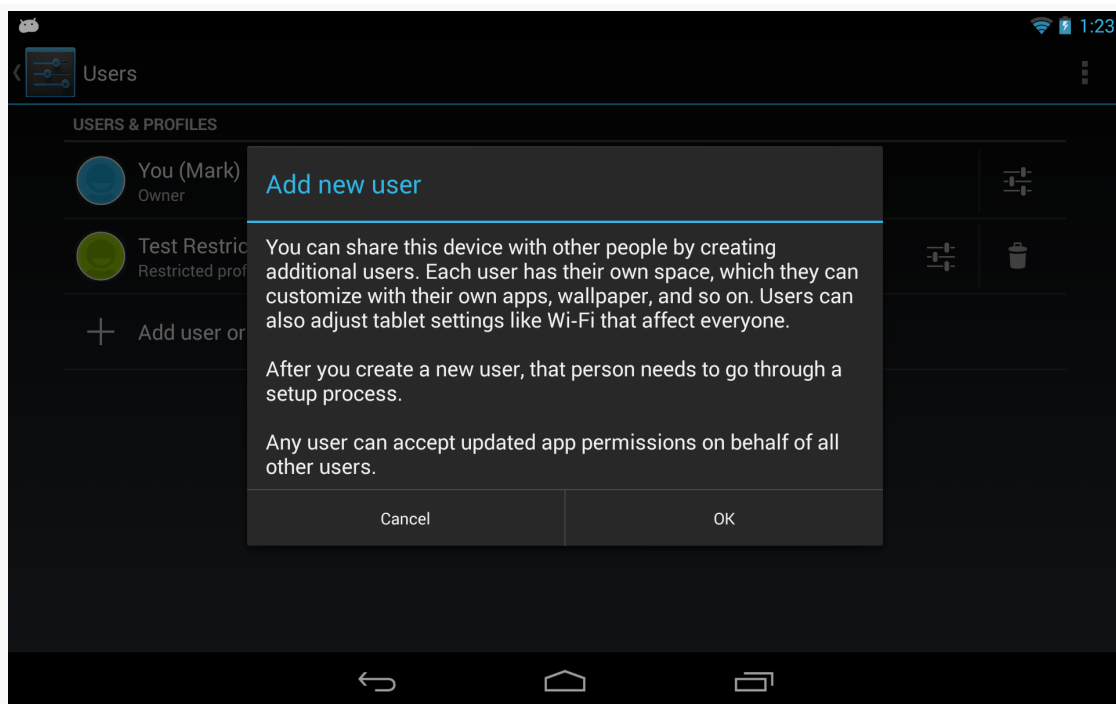 1:23
Users
USERS & PROFILES
You (Mark)
Owner
Test Restric
Restricted prof
Add user or
Add new user
You can share this device with other people by creating
additional users. Each user has their own space, which they can
customize with their own apps, wallpaper, and so on. Users can
also adjust tablet settings like Wi-Fi that affect everyone.
After you create a new user, that person needs to go through a
setup process.
Any user can accept updated app permissions on behalf of all
other users.
Cancel
OK